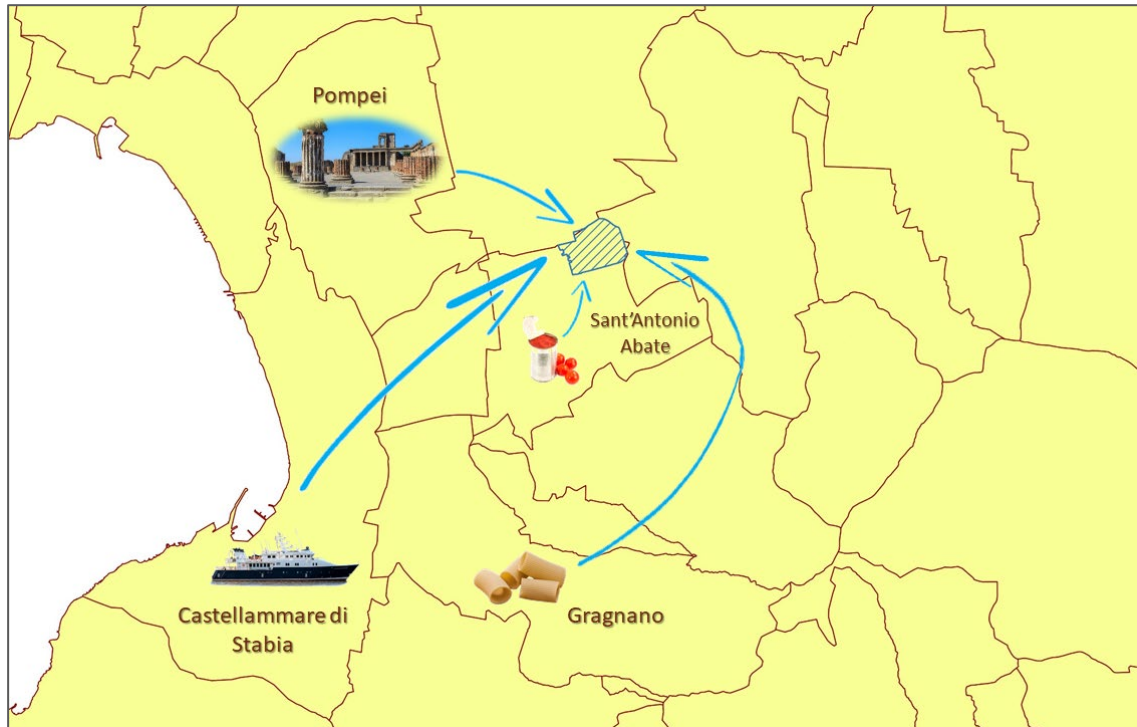 Pompei
Sant'Antonio
Abate
Castellammare di
Stabia
Gragnano